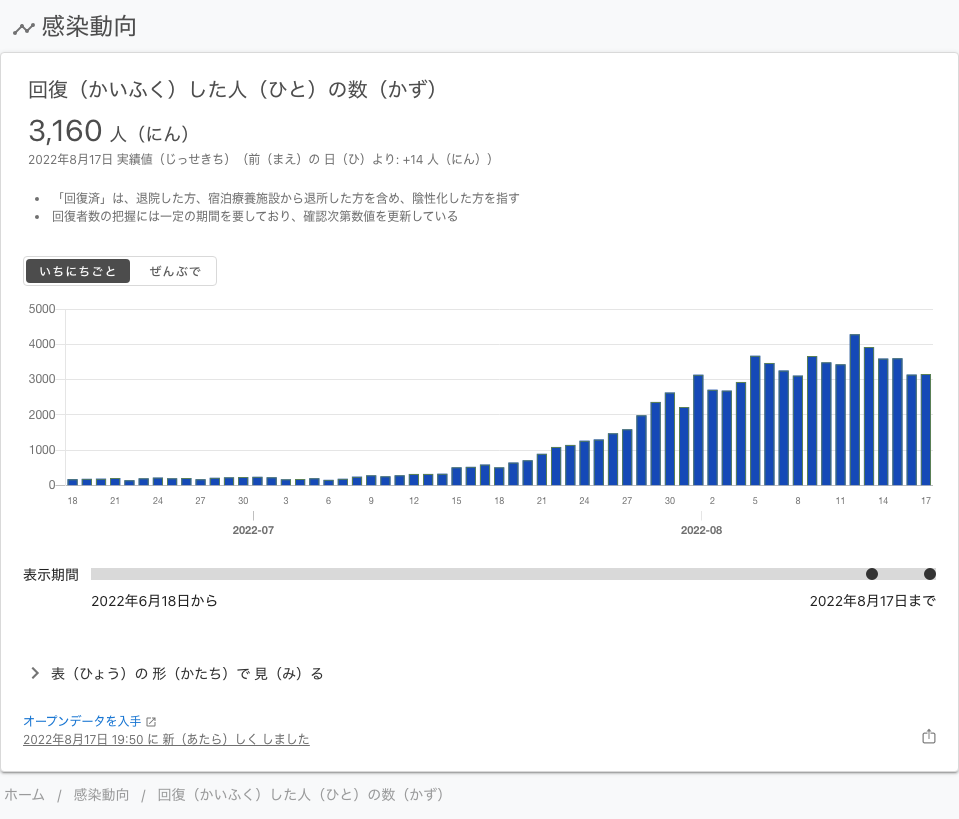 感染動向
回復（かいふく）した人（ひと）の数（かず）
3,160 人（にん）
2022年8月17日 実績値（じっせきち）（前（まえ）の 日（ひ）より: +14 人（にん））
• 「回復済」は、退院した方、宿泊療養施設から退所した方を含め、陰性化した方を指す
• 回復者数の把握には一定の期間を要しており、確認次第数値を更新している
いちにちごと ぜんぶで
5000
4000
3000
2000
1000
0
18 21 24 27 30 3 6 9 12 15 18 21 24 27 30 2 5 8 11 14 17
2022-07 2022-08
表示期間
2022年6月18日から 2022年8月17日まで
表（ひょう）の 形（かたち）で 見（み）る
オープンデータを入手
2022年8月17日 19:50 に 新（あたら）しく しました
ホーム / 感染動向 / 回復（かいふく）した人（ひと）の数（かず）